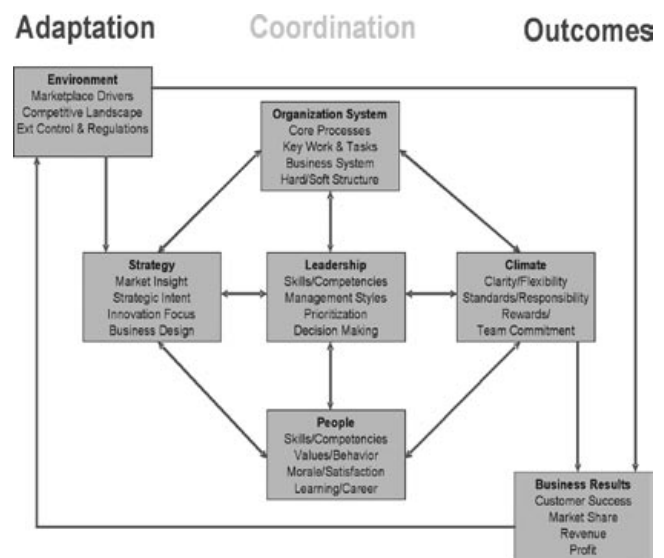 Adaptation
Coordination
Outcomes
Environment
Marketplace Drivers
Competitive Landscape
Ext Control & Regulations
Organization System
Core Processes
Key Work & Tasks
Business System
Hard/Soft Structure
Strategy
Market Insight
Strategic Intent
Innovation Focus
Business Design
Leadership
Skills/Competencies
Management Styles
Prioritization
Decision Making
Climate
Clarity/Flexibility
Standards/Responsibility
Rewards/
Team Commitment
People
Skills/Competencies
Values/Behavior
Morale/Satisfaction
Learning/Career
Business Results
Customer Success
Market Share
Revenue
Profit